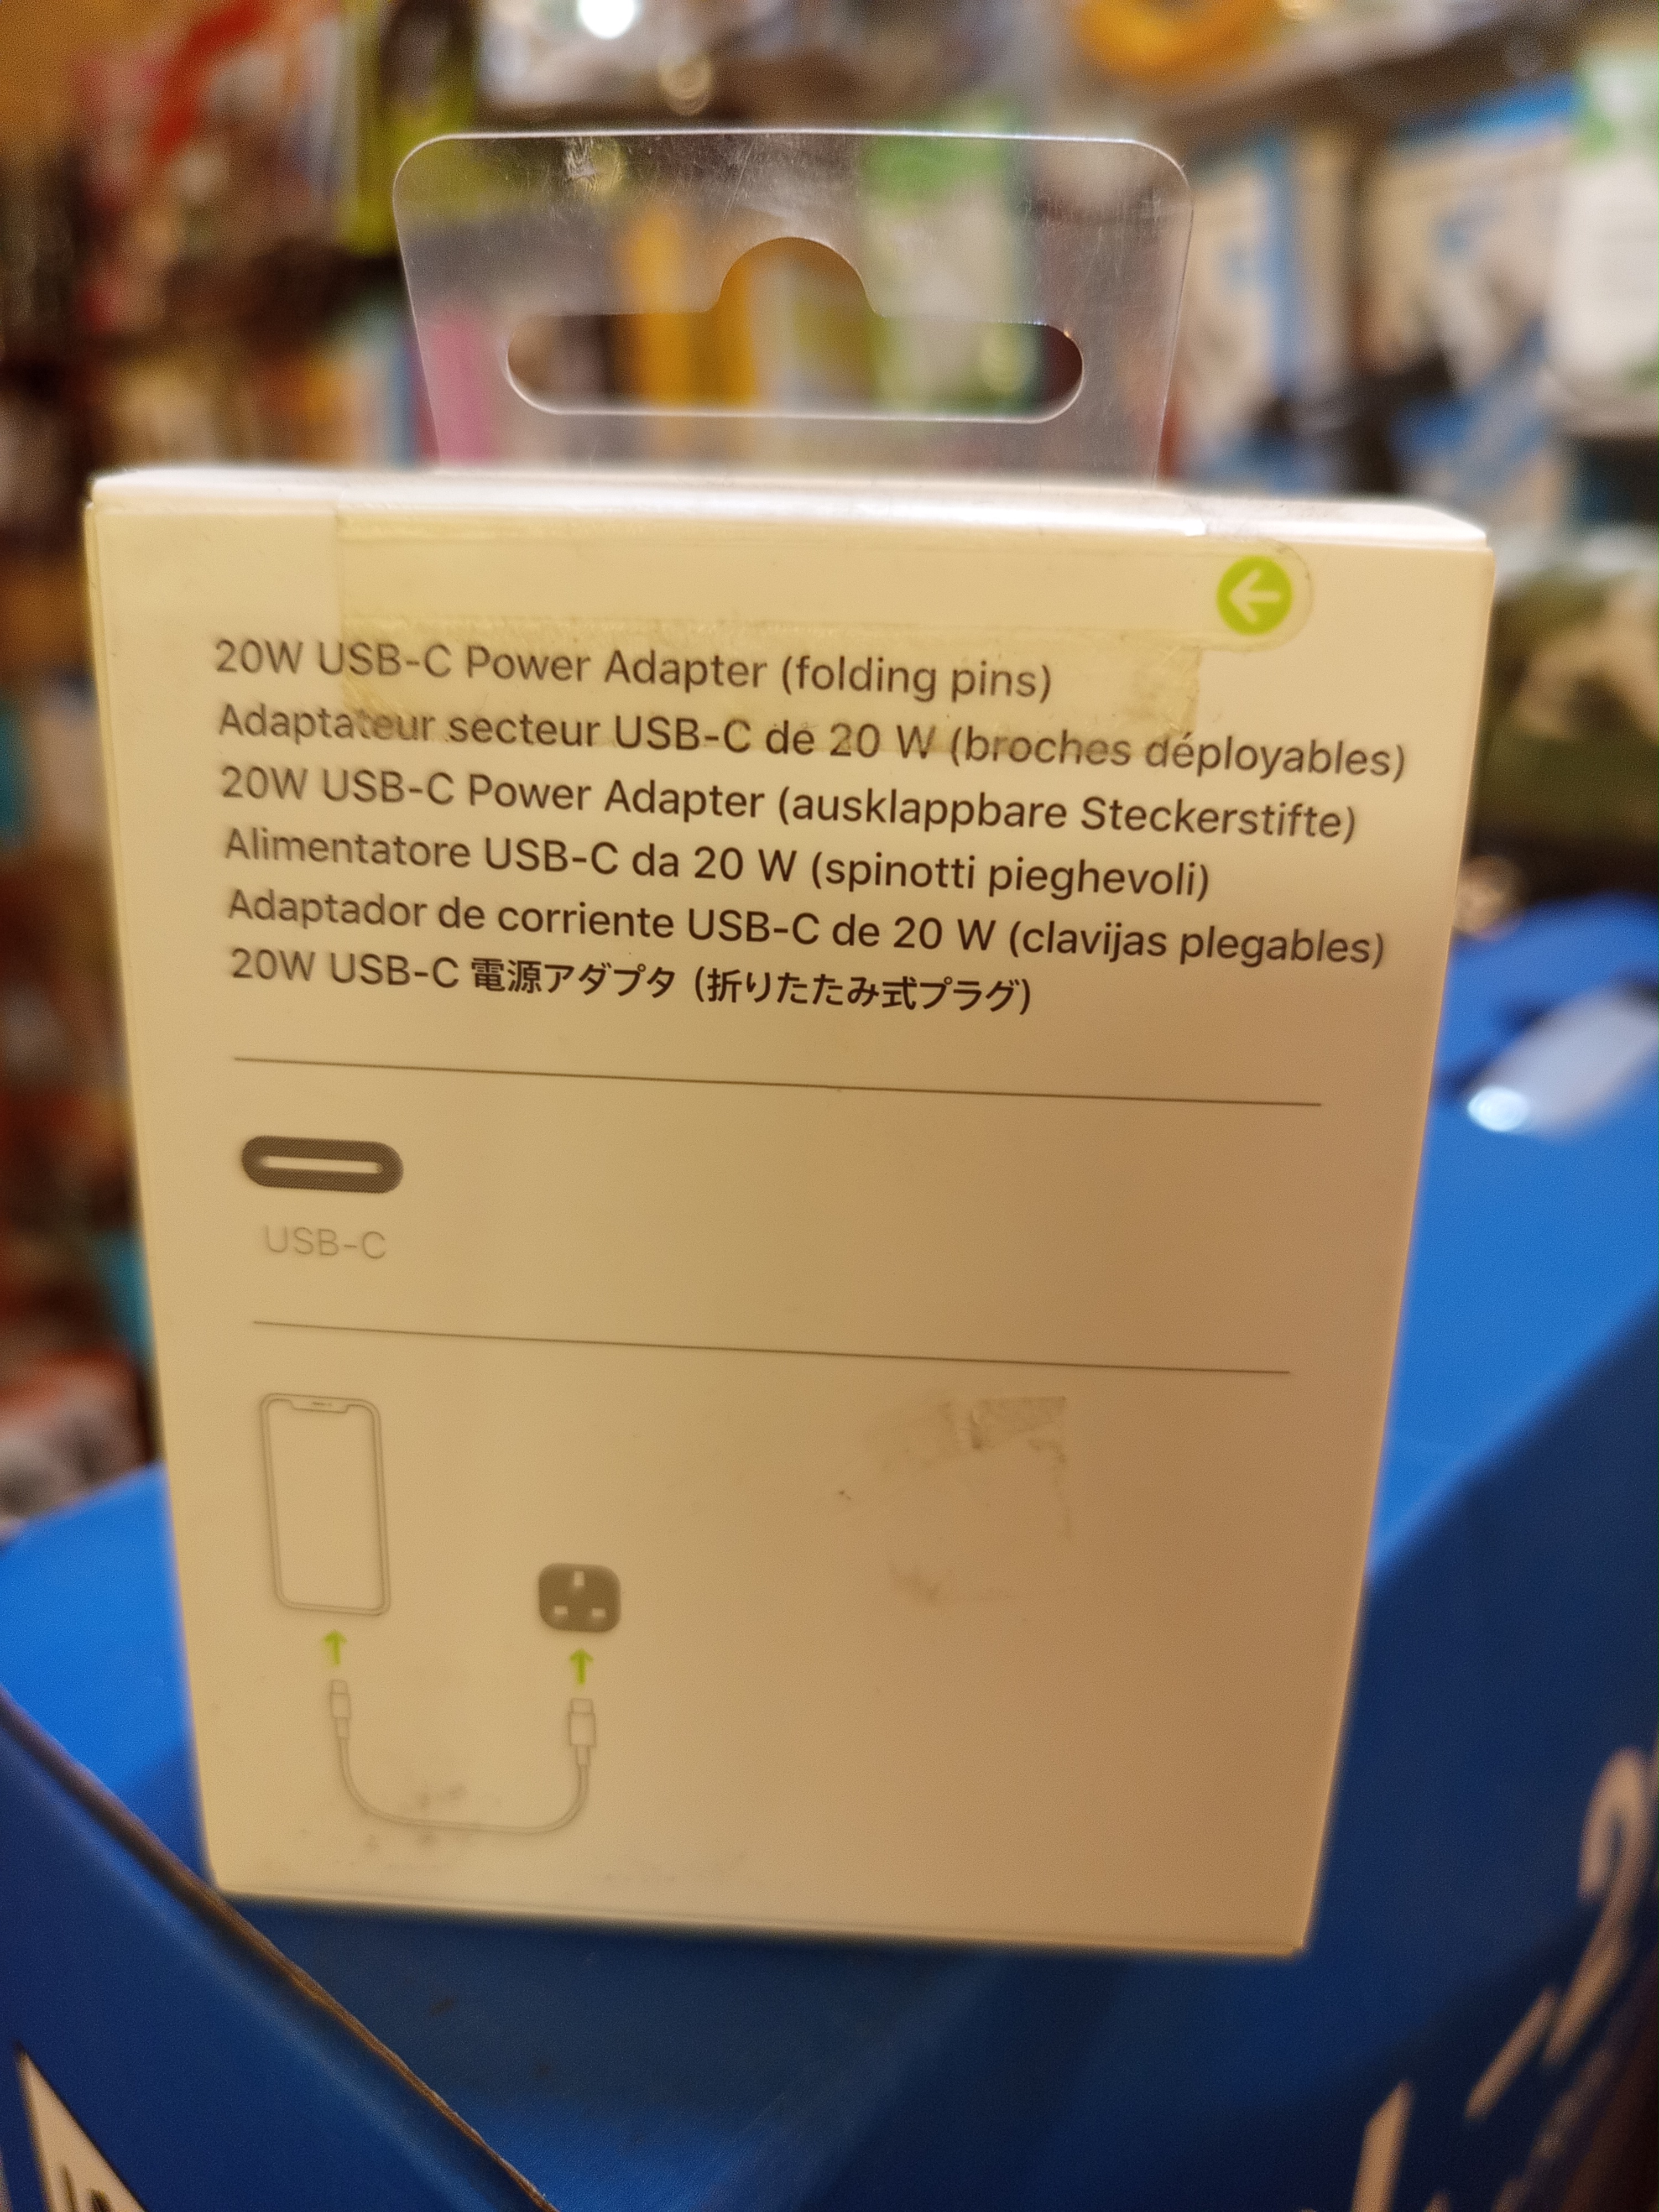 20W USB-C Power Adapter (folding pins)
Adaptateur secteur USB-C de 20 W (broches déployables)
20W USB-C Power Adapter (ausklappbare Steckerstifte)
Alimentatore USB-C da 20 W (spinotti pieghevoli)
Adaptador de corriente USB-C de 20 W (clavijas plegables)
20W USB-C 電源アダプタ (折りたたみ式プラグ)
USB-C